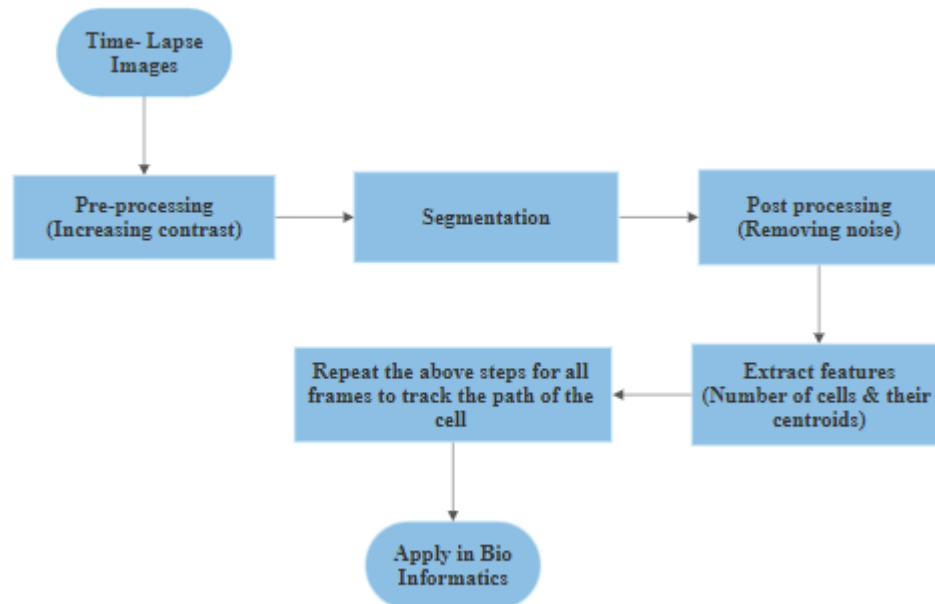 Time- Lapse
Images
Pre-processing
(Increasing contrast)
Segmentation
Post processing
(Removing noise)
Extract features
(Number of cells & their
centroids)
Repeat the above steps for all
frames to track the path of the
cell
Apply in Bio
Informatics